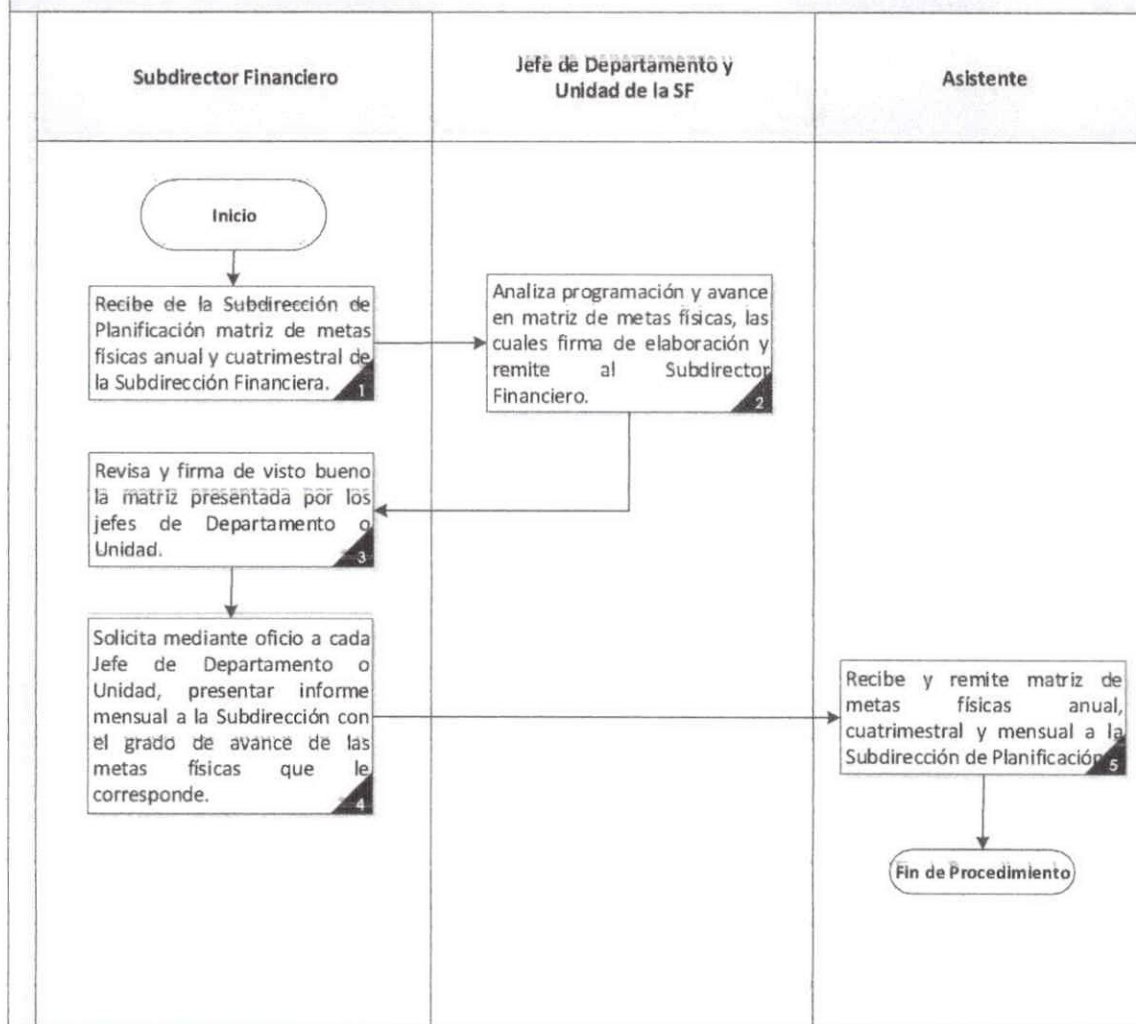 Subdirector Financiero
Jefe de Departamento y
Unidad de la SF
Asistente
Inicio
Recibe de la Subdirección de
Planificación matriz de metas
físicas anual y cuatrimestral de
la Subdirección Financiera.
1
Analiza programación y avance
en matriz de metas físicas, las
cuales firma de elaboración y
remite al Subdirector
Financiero.
2
Revisa y firma de visto bueno
la matriz presentada por los
jefes de Departamento o
Unidad.
3
Solicita mediante oficio a cada
Jefe de Departamento o
Unidad, presentar informe
mensual a la Subdirección con
el grado de avance de las
metas físicas que le
corresponde.
4
Recibe y remite matriz de
metas físicas anual,
cuatrimestral y mensual a la
Subdirección de Planificación
5
Fin de Procedimiento